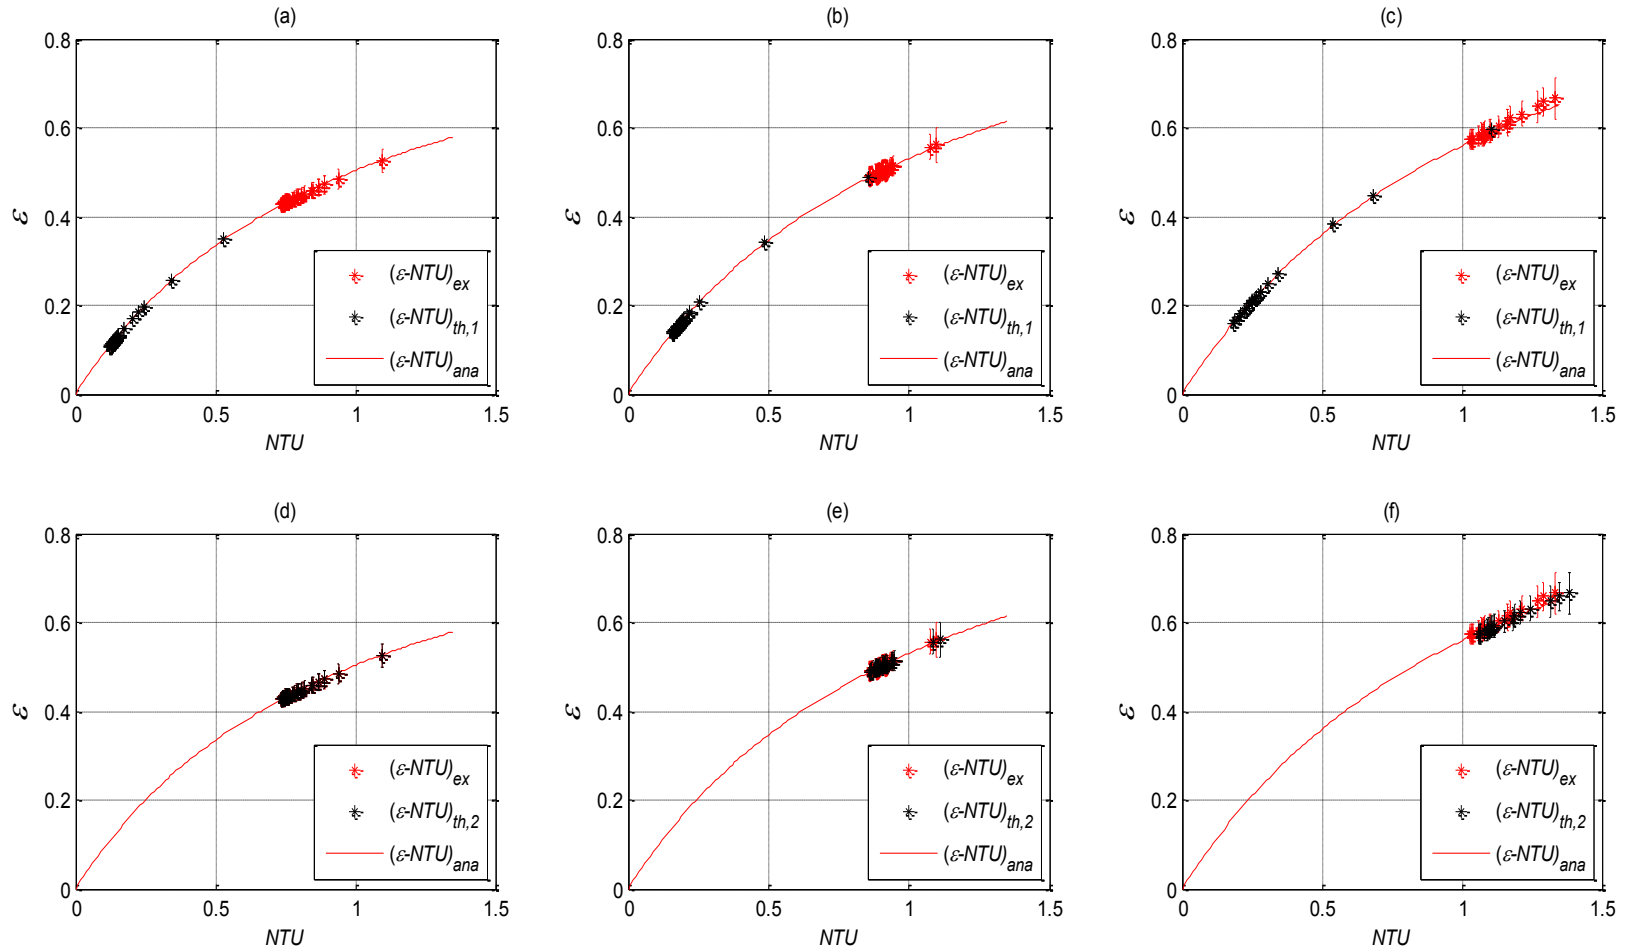 (a)
0.8
0.6
0.4
0.2
0
ε
0 0.5 1 1.5
NTU
(ε-NTU)ex
(ε-NTU)th,1
(ε-NTU)ana
(b)
0.8
0.6
0.4
0.2
0
ε
0 0.5 1 1.5
NTU
(ε-NTU)ex
(ε-NTU)th,1
(ε-NTU)ana
(c)
0.8
0.6
0.4
0.2
0
ε
0 0.5 1 1.5
NTU
(ε-NTU)ex
(ε-NTU)th,1
(ε-NTU)ana
(d)
0.8
0.6
0.4
0.2
0
ε
0 0.5 1 1.5
NTU
(ε-NTU)ex
(ε-NTU)th,2
(ε-NTU)ana
(e)
0.8
0.6
0.4
0.2
0
ε
0 0.5 1 1.5
NTU
(ε-NTU)ex
(ε-NTU)th,2
(ε-NTU)ana
(f)
0.8
0.6
0.4
0.2
0
ε
0 0.5 1 1.5
NTU
(ε-NTU)ex
(ε-NTU)th,2
(ε-NTU)ana